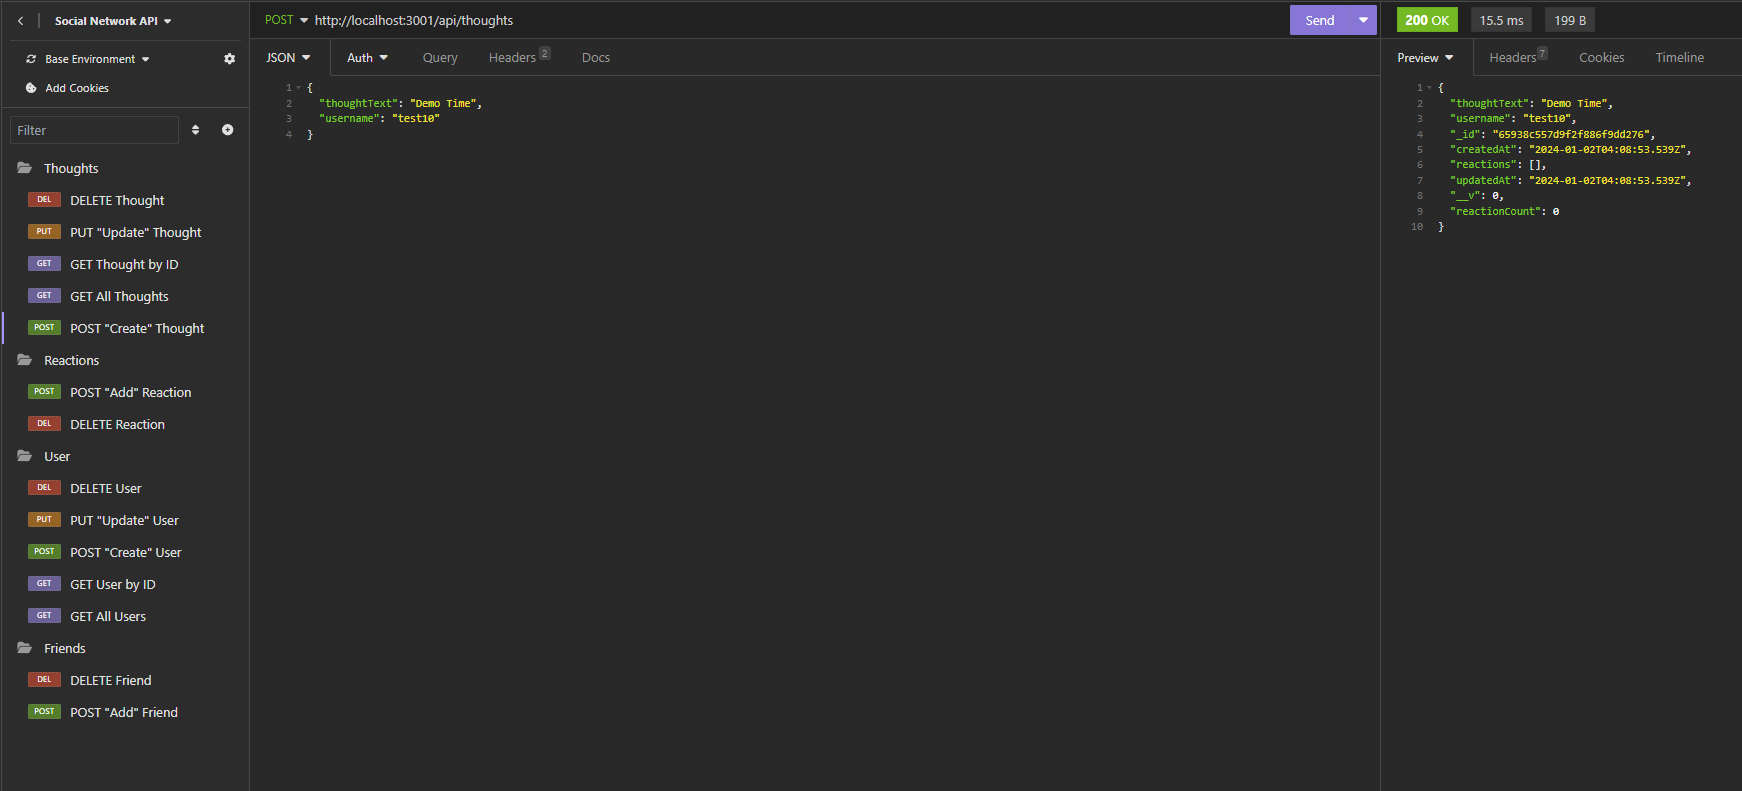 Social Network API
Base Environment
Add Cookies
Filter
Thoughts
DEL DELETE Thought
PUT PUT "Update" Thought
GET GET Thought by ID
GET GET All Thoughts
POST POST "Create" Thought
Reactions
POST POST "Add" Reaction
DEL DELETE Reaction
User
DEL DELETE User
PUT PUT "Update" User
POST POST "Create" User
GET GET User by ID
GET GET All Users
Friends
DEL DELETE Friend
POST POST "Add" Friend
POST http://localhost:3001/api/thoughts Send
JSON Auth Query Headers 2 Docs
1 {
2 "thoughtText": "Demo Time",
3 "username": "test10"
4 }
200 OK 15.5 ms 199 B
Preview Headers 7 Cookies Timeline
1 {
2 "thoughtText": "Demo Time",
3 "username": "test10",
4 "_id": "65938c557d9f2f886f9dd276",
5 "createdAt": "2024-01-02T04:08:53.539Z",
6 "reactions": [],
7 "updatedAt": "2024-01-02T04:08:53.539Z",
8 "__v": 0,
9 "reactionCount": 0
10 }